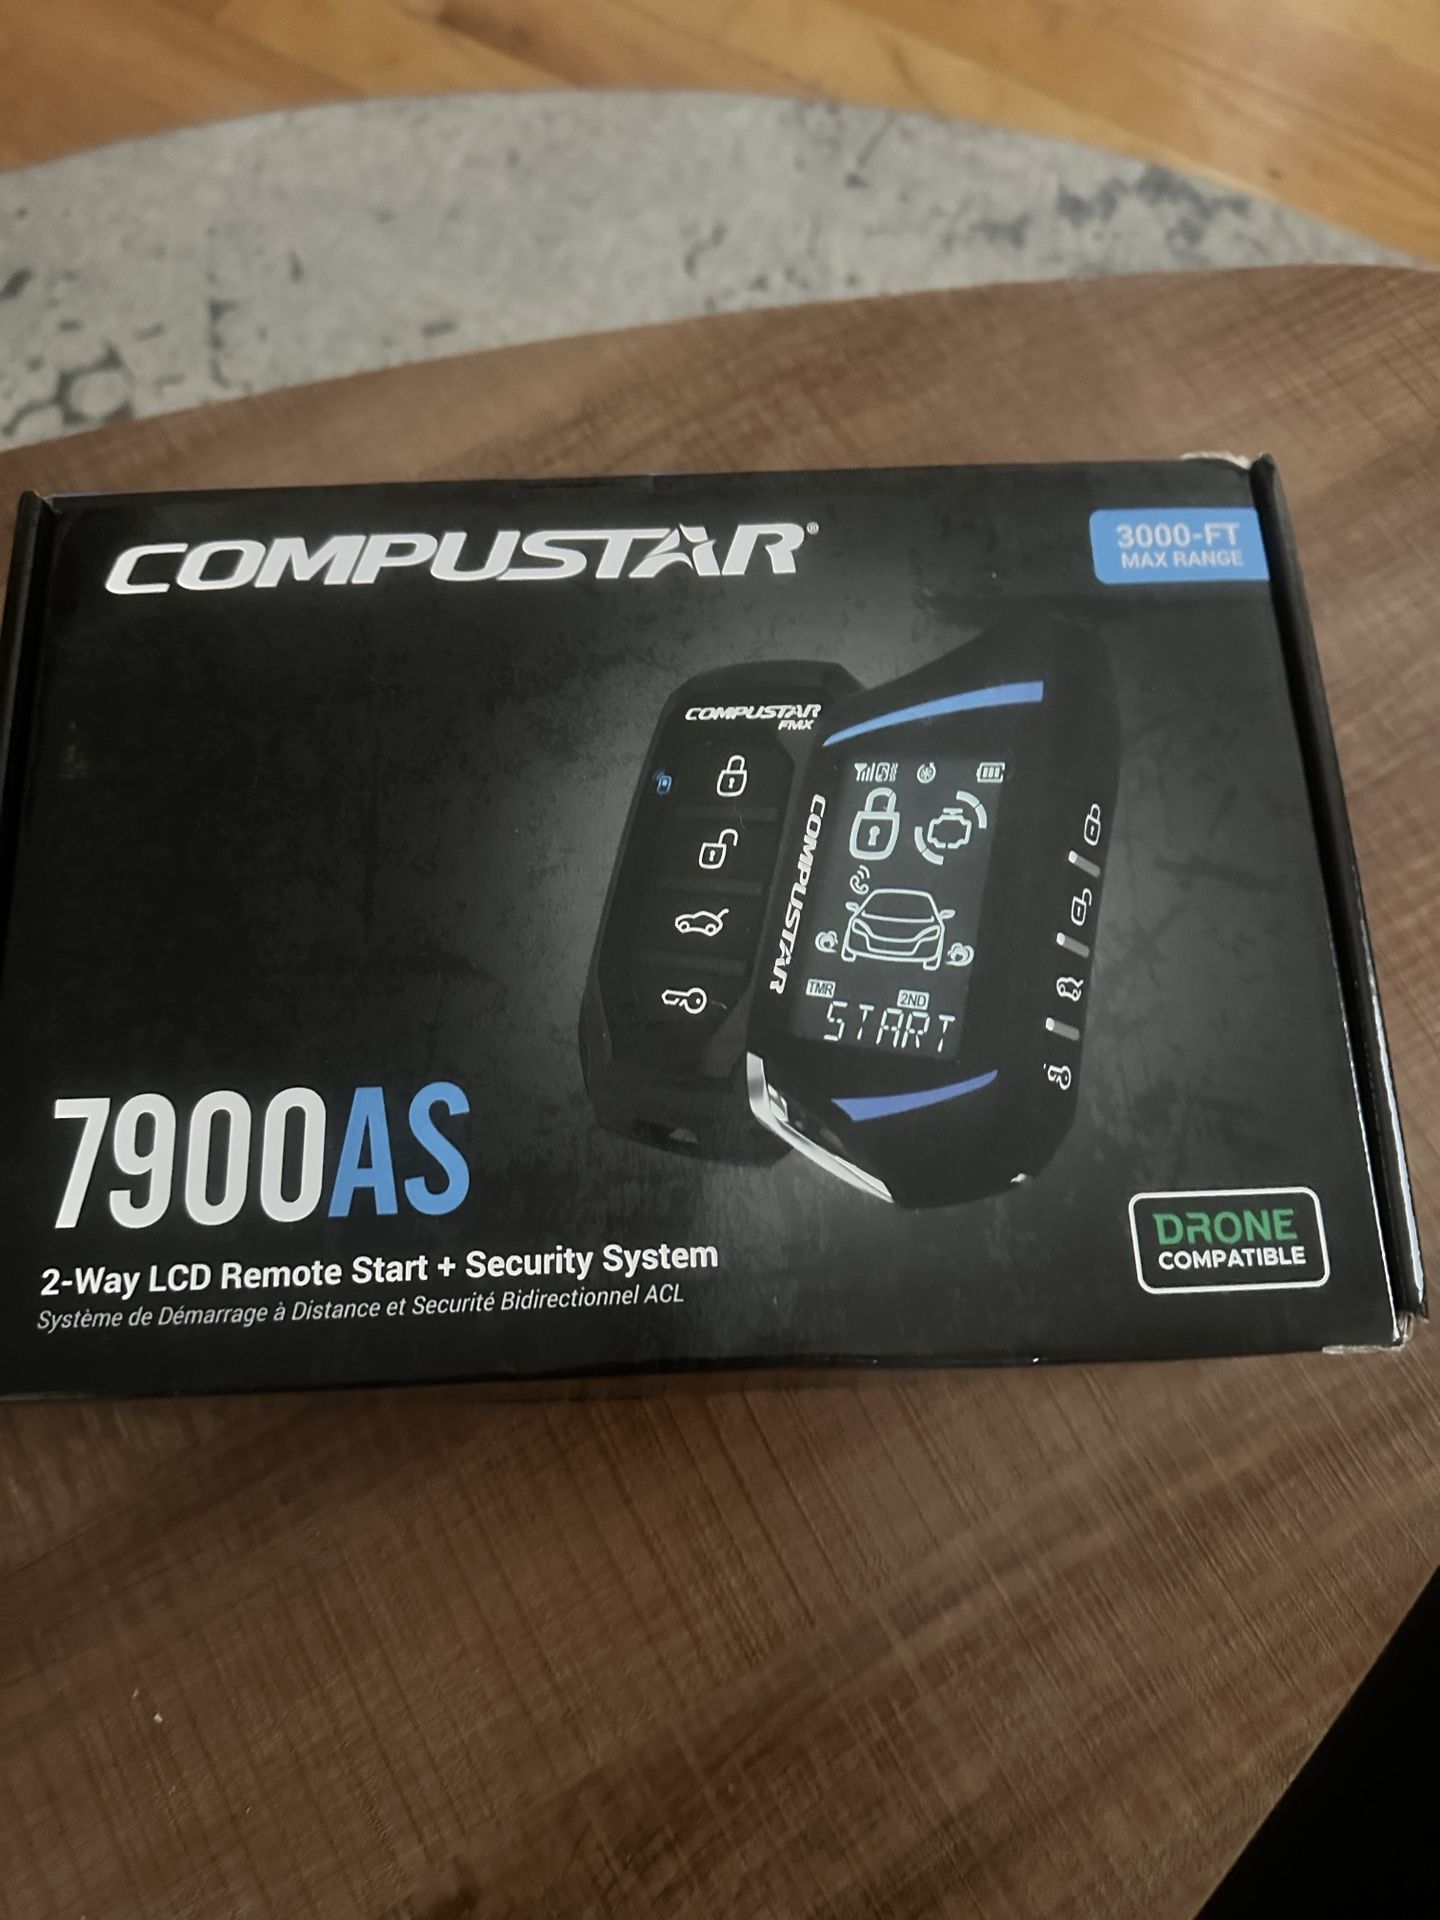 COMPUSTAR®
3000-FT
MAX RANGE
COMPUSTAR
FMX
COMPUSTAR
TMR
2ND
START
7900AS
2-Way LCD Remote Start + Security System
Système de Démarrage à Distance et Securité Bidirectionnel ACL
DRONE
COMPATIBLE